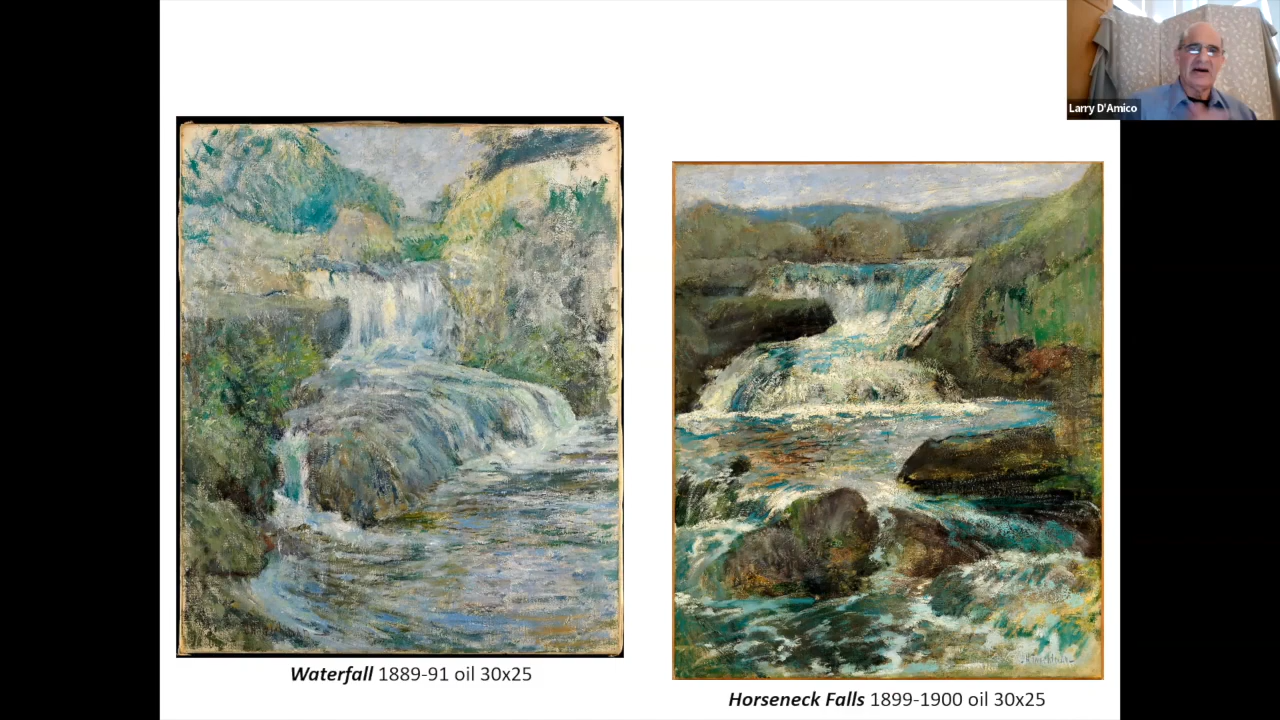 Larry D'Amico
Waterfall 1889-91 oil 30x25
Horseneck Falls 1899-1900 oil 30x25